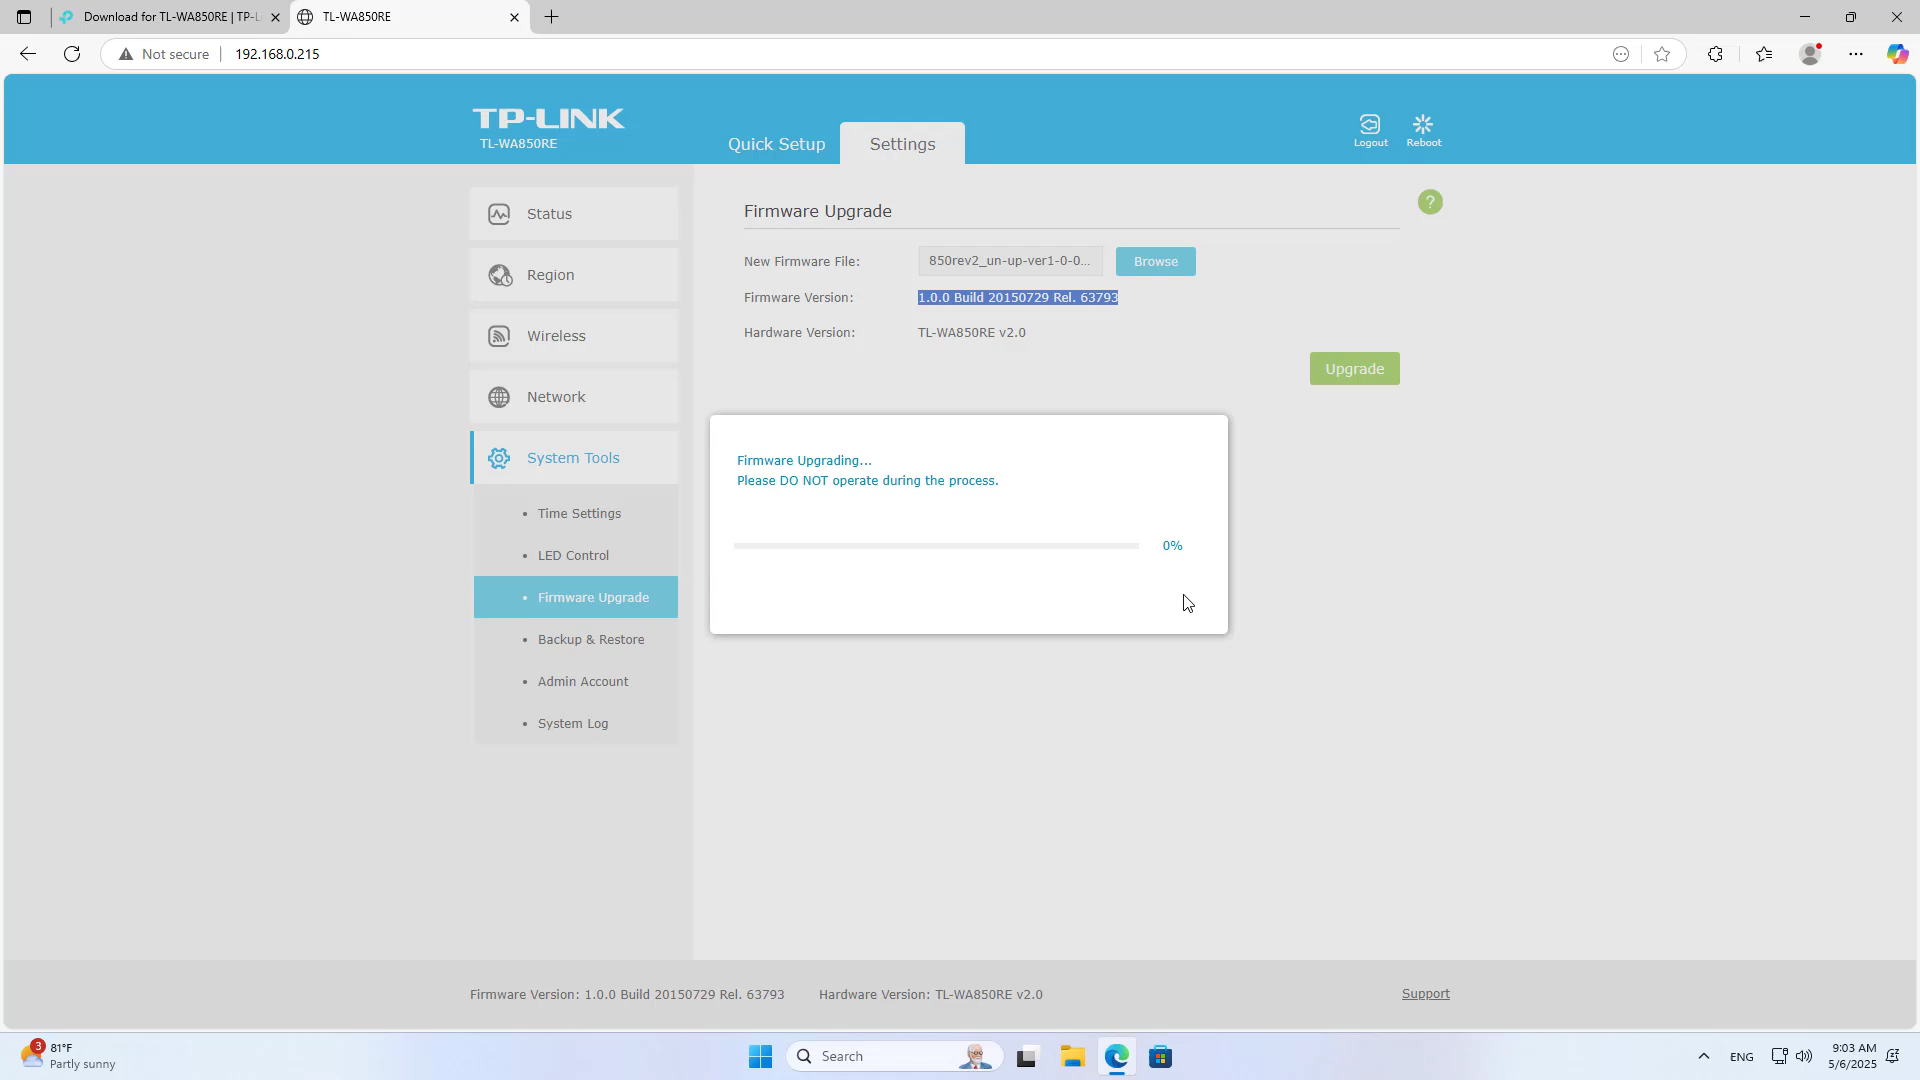 Download for TL-WA850RE | TP-Li
TL-WA850RE
Not secure
192.168.0.215
TP-LINK
TL-WA850RE
Quick Setup
Settings
Logout
Reboot
Status
Region
Wireless
Network
System Tools
Time Settings
LED Control
Firmware Upgrade
Backup & Restore
Admin Account
System Log
Firmware Upgrade
?
New Firmware File:
850rev2_un-up-ver1-0-0...
Browse
Firmware Version:
1.0.0 Build 20150729 Rel. 63793
Hardware Version:
TL-WA850RE v2.0
Upgrade
Firmware Upgrading...
Please DO NOT operate during the process.
0%
Firmware Version: 1.0.0 Build 20150729 Rel. 63793
Hardware Version: TL-WA850RE v2.0
Support
3
81°F
Partly sunny
Search
ENG
9:03 AM
5/6/2025